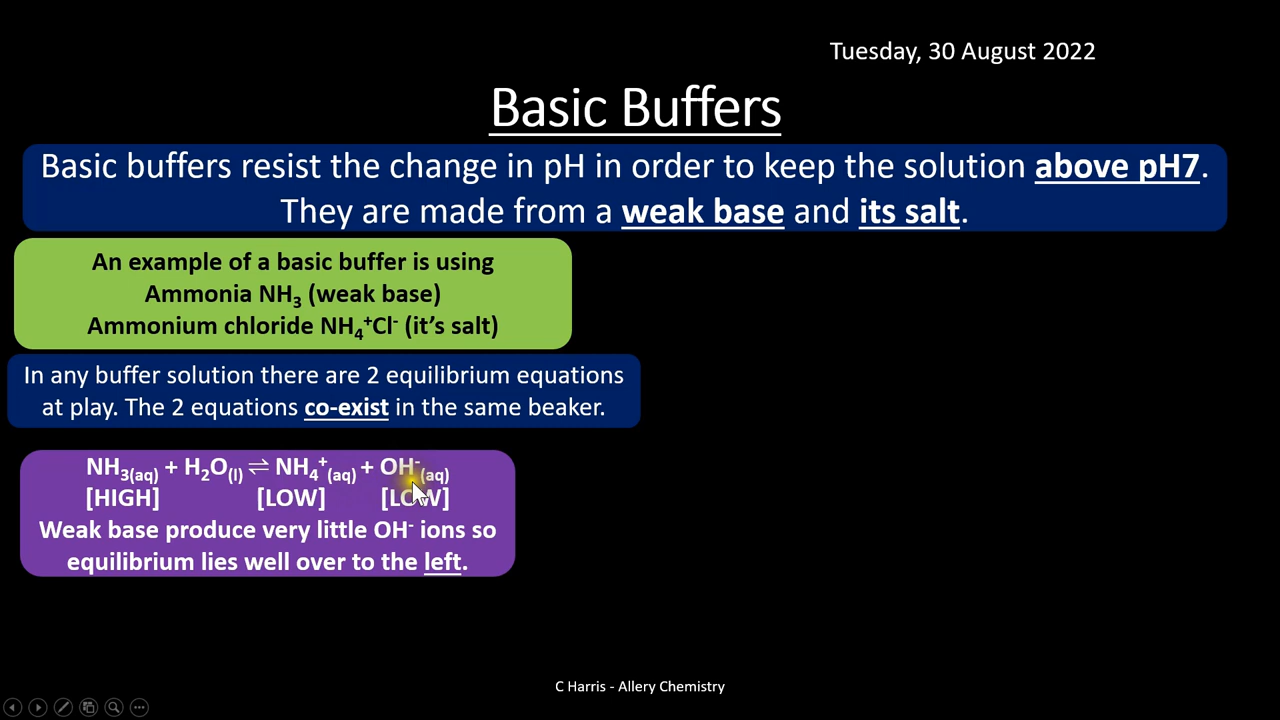 Tuesday, 30 August 2022
Basic Buffers
Basic buffers resist the change in pH in order to keep the solution above pH7.
They are made from a weak base and its salt.
An example of a basic buffer is using
Ammonia NH₃ (weak base)
Ammonium chloride NH₄⁺Cl⁻ (it’s salt)
In any buffer solution there are 2 equilibrium equations
at play. The 2 equations co-exist in the same beaker.
NH₃(aq) + H₂O(l) ⇌ NH₄⁺(aq) + OH⁻(aq)
[HIGH] [LOW] [LOW]
Weak base produce very little OH⁻ ions so
equilibrium lies well over to the left.
C Harris - Allery Chemistry